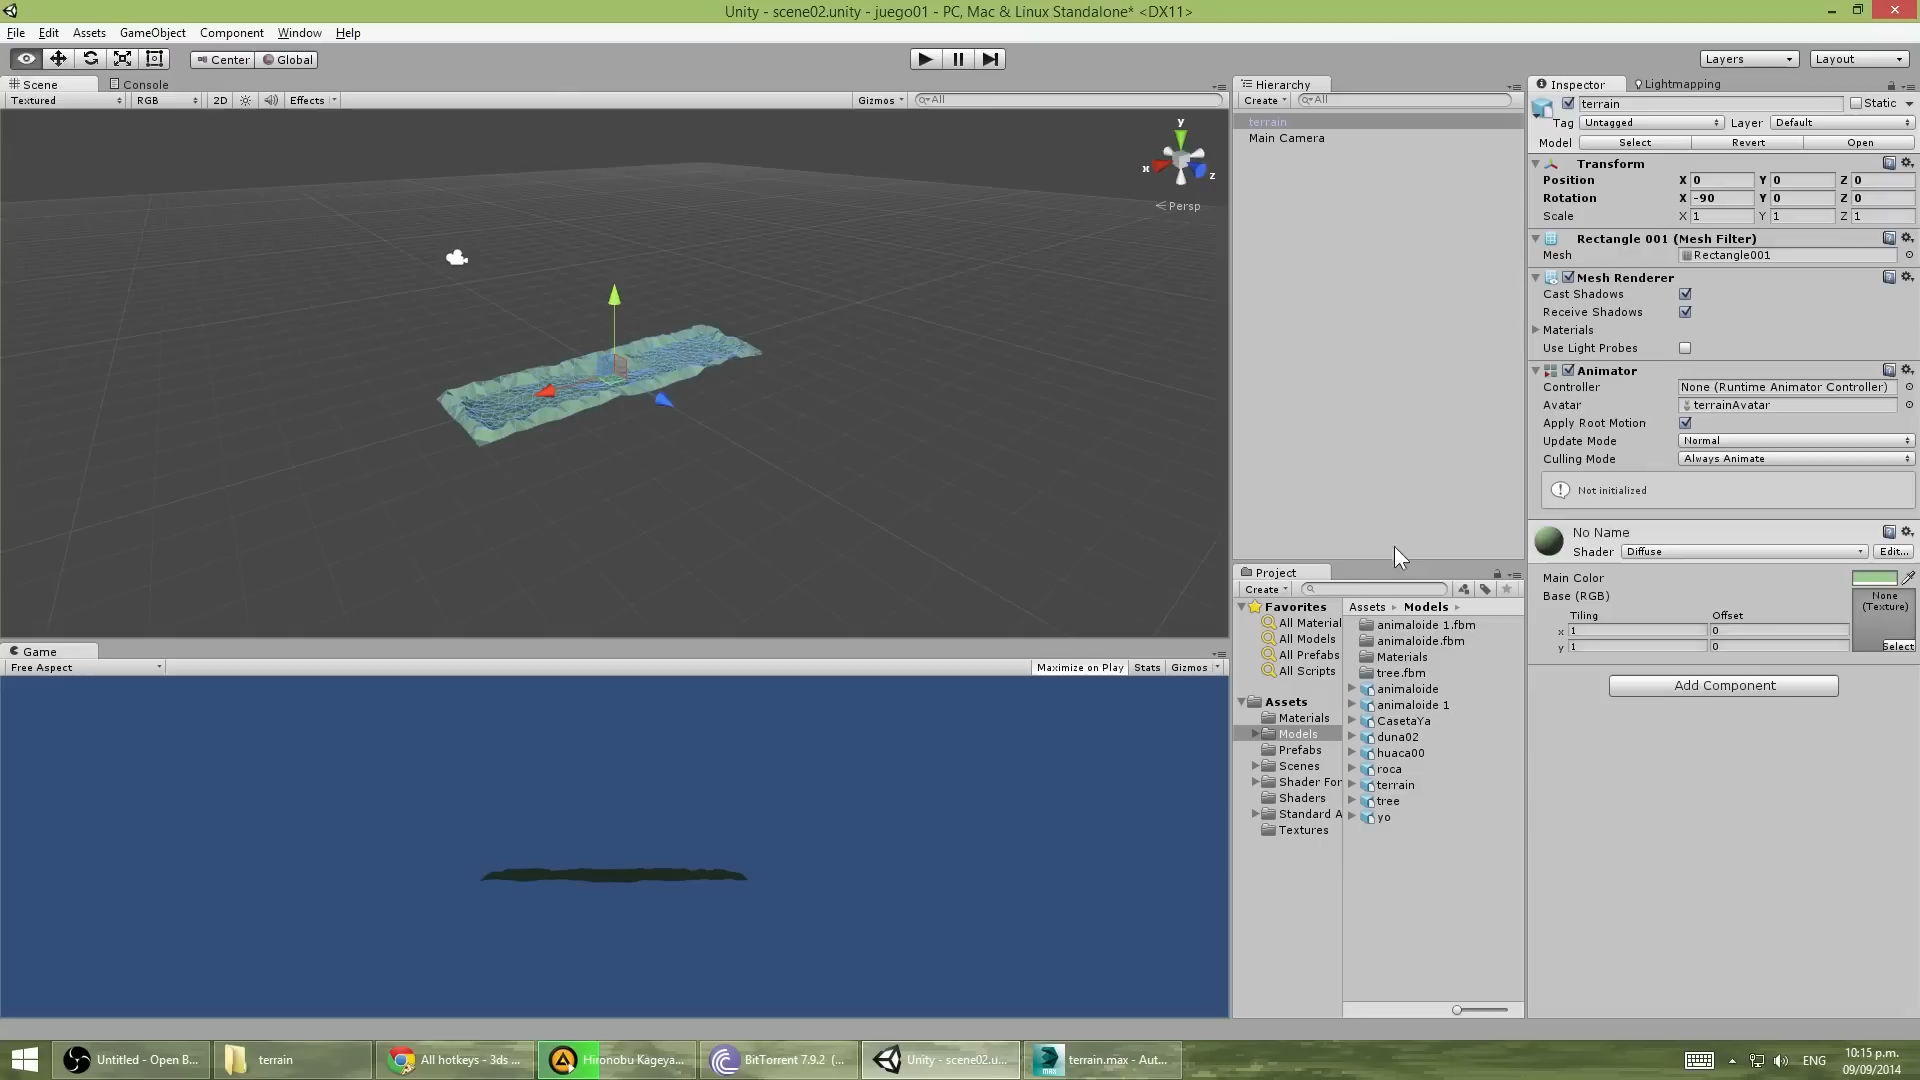 Unity - scene02.unity - juego01 - PC, Mac & Linux Standalone* <DX11>
File Edit Assets GameObject Component Window Help
Center Global Layers Layout
Scene Console
Textured RGB 2D Effects Gizmos All
y
x
z
Persp
Game
Free Aspect Maximize on Play Stats Gizmos
Hierarchy
Create All
terrain
Main Camera
Project
Create
Favorites
All Material
All Models
All Prefabs
All Scripts
Assets
Materials
Models
Prefabs
Scenes
Shader For
Shaders
Standard A
Textures
Assets Models
animaloide 1.fbm
animaloide.fbm
Materials
tree.fbm
animaloide
animaloide 1
CasetaYa
duna02
huaca00
roca
terrain
tree
yo
Inspector Lightmapping
terrain Static
Tag Untagged Layer Default
Model Select Revert Open
Transform
Position X 0 Y 0 Z 0
Rotation X -90 Y 0 Z 0
Scale X 1 Y 1 Z 1
Rectangle 001 (Mesh Filter)
Mesh Rectangle001
Mesh Renderer
Cast Shadows
Receive Shadows
Materials
Use Light Probes
Animator
Controller None (Runtime Animator Controller)
Avatar terrainAvatar
Apply Root Motion
Update Mode Normal
Culling Mode Always Animate
Not initialized
No Name
Shader Diffuse Edit...
Main Color
Base (RGB)
None
(Texture)
Tiling Offset
x 1 0
y 1 0
Select
Add Component
Untitled - Open B... terrain All hotkeys - 3ds ... Hironobu Kageya... BitTorrent 7.9.2 (... Unity - scene02.u... terrain.max - Aut... ENG
10:15 p.m.
09/09/2014